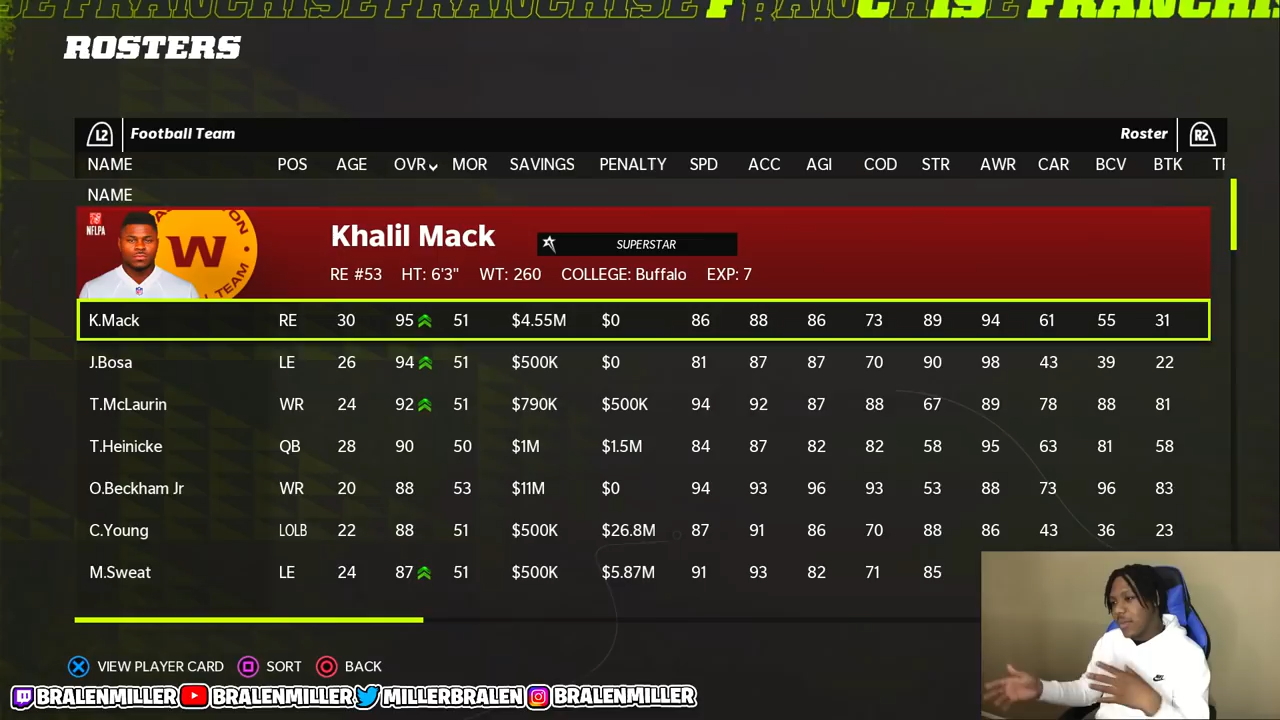 FRANCHISE FRANCHISE FRANCHISE FRANCHISE FRANCHISE
ROSTERS
L2 Football Team Roster R2
NAME POS AGE OVR MOR SAVINGS PENALTY SPD ACC AGI COD STR AWR CAR BCV BTK
NAME
NFLPA
W
Khalil Mack SUPERSTAR
RE #53 HT: 6'3" WT: 260 COLLEGE: Buffalo EXP: 7
K.Mack RE 30 95 51 $4.55M $0 86 88 86 73 89 94 61 55 31
J.Bosa LE 26 94 51 $500K $0 81 87 87 70 90 98 43 39 22
T.McLaurin WR 24 92 51 $790K $500K 94 92 87 88 67 89 78 88 81
T.Heinicke QB 28 90 50 $1M $1.5M 84 87 82 82 58 95 63 81 58
O.Beckham Jr WR 20 88 53 $11M $0 94 93 96 93 53 88 73 96 83
C.Young LOLB 22 88 51 $500K $26.8M 87 91 86 70 88 86 43 36 23
M.Sweat LE 24 87 51 $500K $5.87M 91 93 82 71 85
VIEW PLAYER CARD SORT BACK
BRALENMILLER BRALENMILLER MILLERBRALEN BRALENMILLER